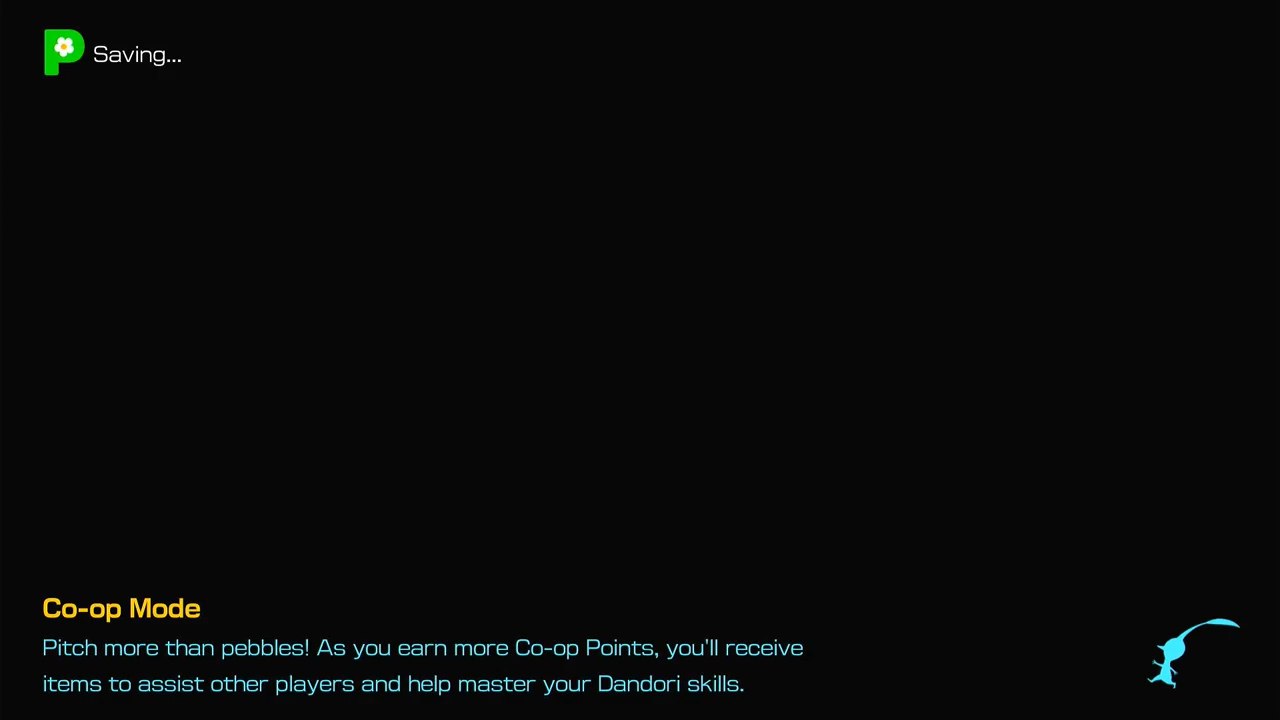 P Saving...
Co-op Mode
Pitch more than pebbles! As you earn more Co-op Points, you'll receive
items to assist other players and help master your Dandori skills.